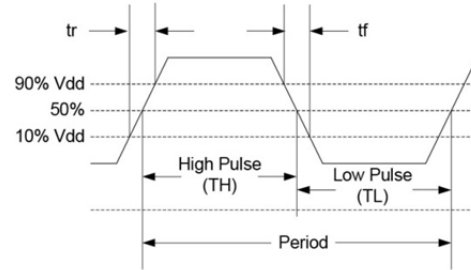 tr
tf
90% Vdd
50%
10% Vdd
High Pulse
(TH)
Low Pulse
(TL)
Period